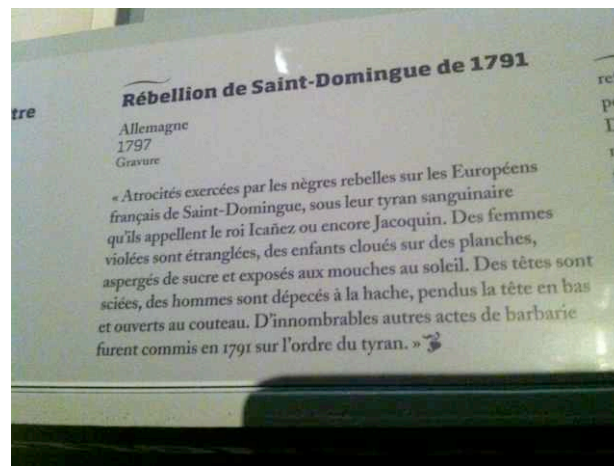 tre
Rébellion de Saint-Domingue de 1791
Allemagne
1797
Gravure
« Atrocités exercées par les nègres rebelles sur les Européens
français de Saint-Domingue, sous leur tyran sanguinaire
qu'ils appellent le roi Icañez ou encore Jacoquin. Des femmes
violées sont étranglées, des enfants cloués sur des planches,
aspergés de sucre et exposés aux mouches au soleil. Des têtes sont
sciées, des hommes sont dépecés à la hache, pendus la tête en bas
et ouverts au couteau. D'innombrables autres actes de barbarie
furent commis en 1791 sur l'ordre du tyran. »